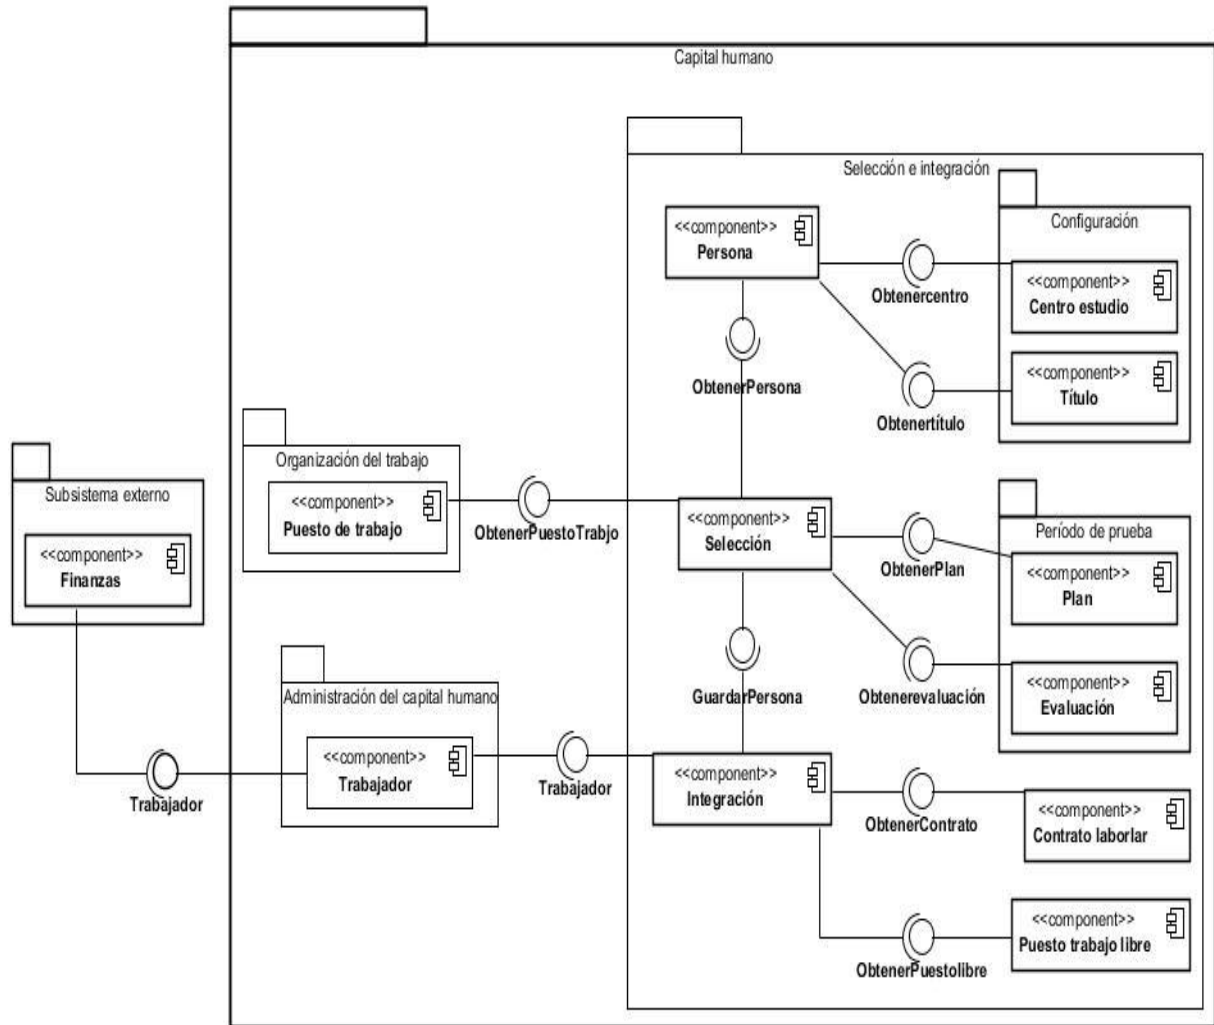 Capital humano
Selección e integración
<<component>>
Persona
Obtenercentro
Configuración
<<component>>
Centro estudio
<<component>>
Título
Obtenertítulo
ObtenerPersona
Organización del trabajo
<<component>>
Puesto de trabajo
ObtenerPuestoTrabjo
Subsistema externo
<<component>>
Finanzas
<<component>>
Selección
ObtenerPlan
Período de prueba
<<component>>
Plan
<<component>>
Evaluación
Obtenerevaluación
GuardarPersona
Administración del capital humano
<<component>>
Trabajador
Trabajador
Trabajador
<<component>>
Integración
ObtenerContrato
<<component>>
Contrato laborlar
<<component>>
Puesto trabajo libre
ObtenerPuestolibre